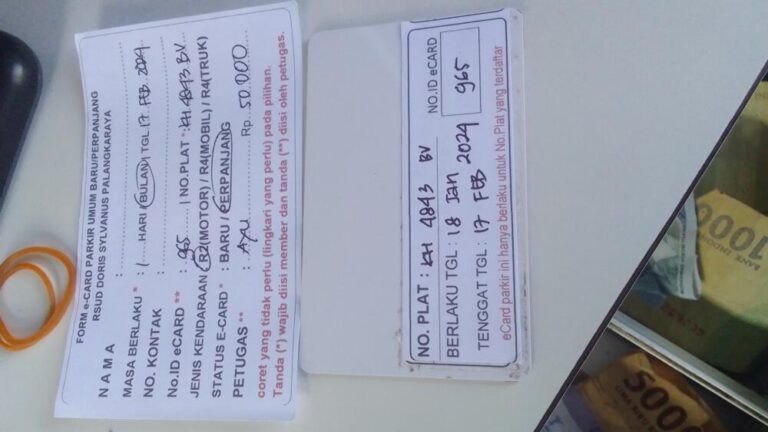 FORM e-CARD PARKIR UMUM BARU/PERPANJANG
RSUD DORIS SYLVANUS PALANGKARAYA
N A M A : ..........
MASA BERLAKU * : 1 .... HARI / BULAN) TGL 17 FEB 2024
NO. KONTAK : ..........
No.ID eCARD ** : 965 ...... ) NO.PLAT * : KH 4843 BV
JENIS KENDARAAN : R2(MOTOR) / R4(MOBIL) / R4(TRUK)
STATUS E-CARD * : BARU / PERPANJANG
PETUGAS ** : AYU Rp. 50.000
coret yang tidak perlu (lingkari yang perlu) pada pilihan.
Tanda (*) wajib diisi member dan tanda (**) diisi oleh petugas.
NO. PLAT : KH 4843 BV
NO.ID eCARD
BERLAKU TGL : 18 Jan 2024
965
TENGGAT TGL : 17 FEB
eCard parkir ini hanya berlaku untuk No.Plat yang terdaftar
BANK INDONESIA
1000
5000